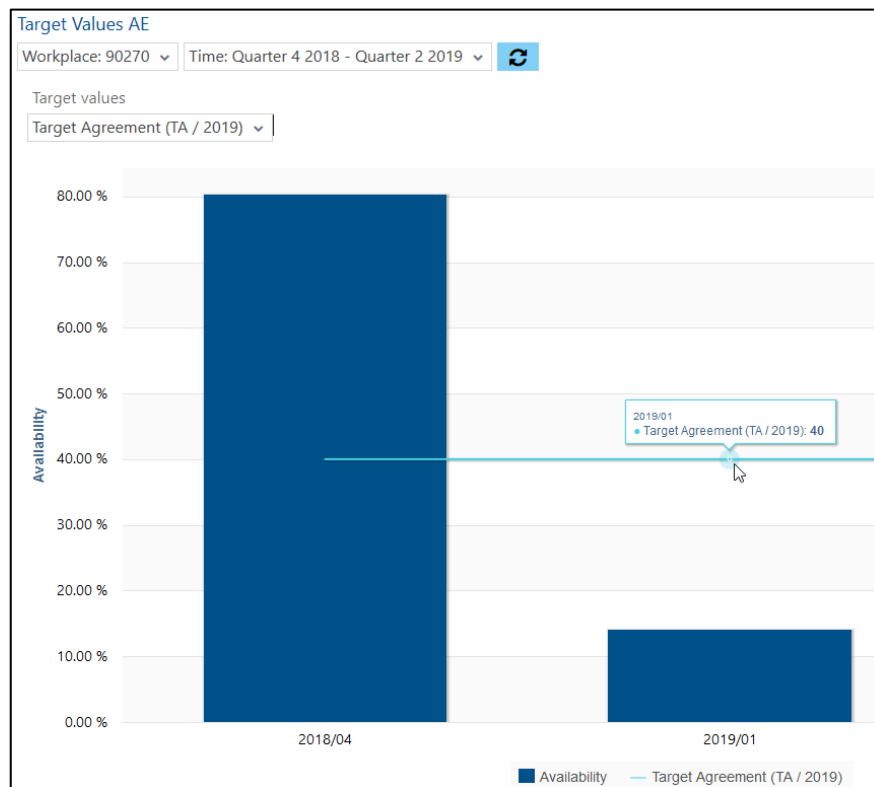 Target Values AE
Workplace: 90270 Time: Quarter 4 2018 - Quarter 2 2019
Target values
Target Agreement (TA / 2019)
80.00 %
70.00 %
60.00 %
50.00 %
40.00 %
30.00 %
20.00 %
10.00 %
0.00 %
Availability
2019/01
Target Agreement (TA / 2019): 40
2018/04 2019/01
Availability Target Agreement (TA / 2019)